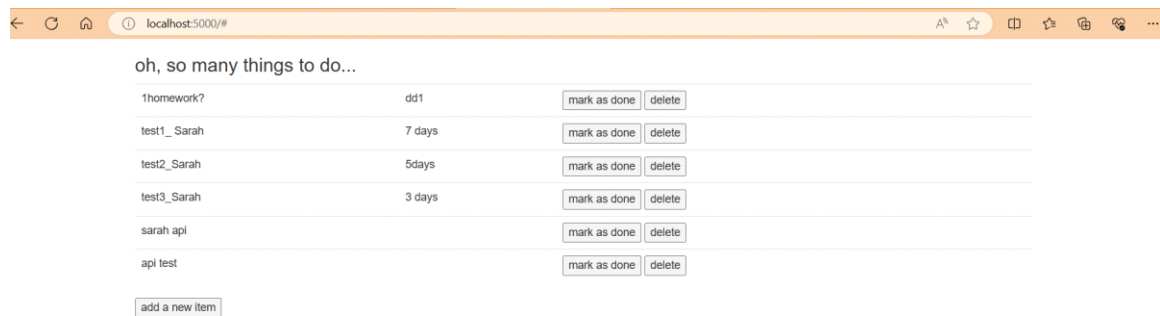 localhost:5000/#
oh, so many things to do...
1homework? dd1 mark as done delete
test1_ Sarah 7 days mark as done delete
test2_Sarah 5days mark as done delete
test3_Sarah 3 days mark as done delete
sarah api mark as done delete
api test mark as done delete
add a new item